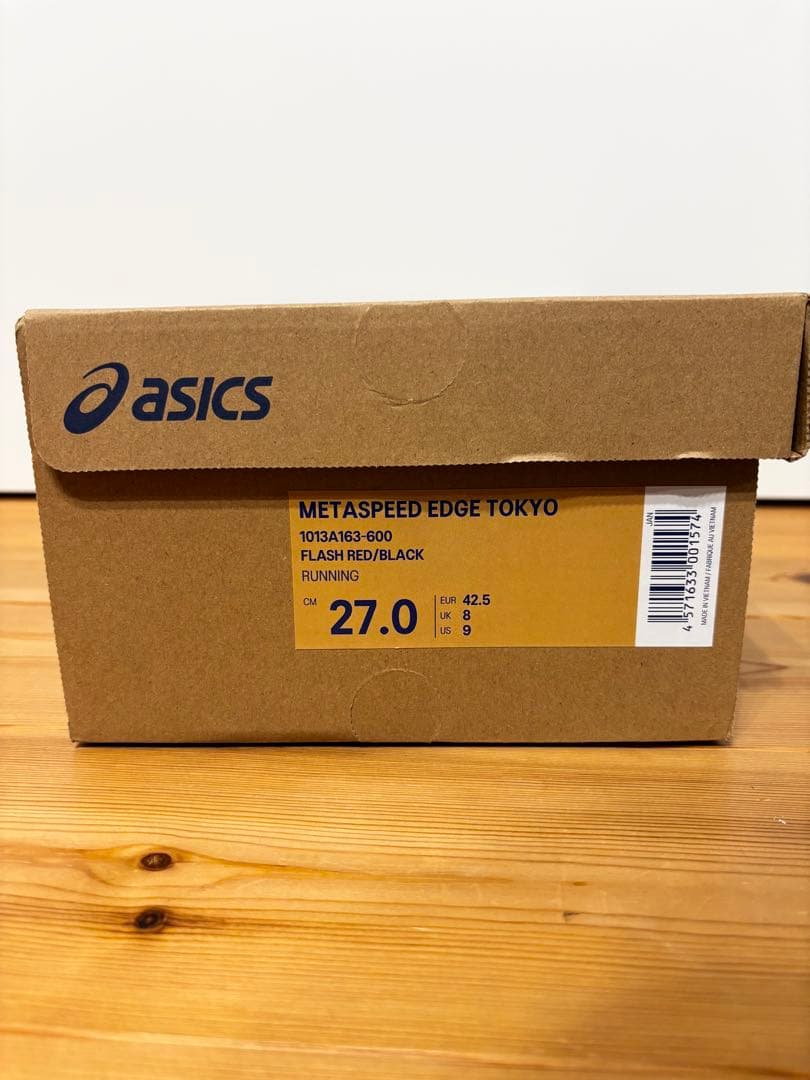 asics
METASPEED EDGE TOKYO
1013A163-600
FLASH RED/BLACK
RUNNING
CM 27.0
EUR 42.5
UK 8
US 9
JAN
4 571633 001574
MADE IN VIETNAM / FABRIQUE AU VIETNAM